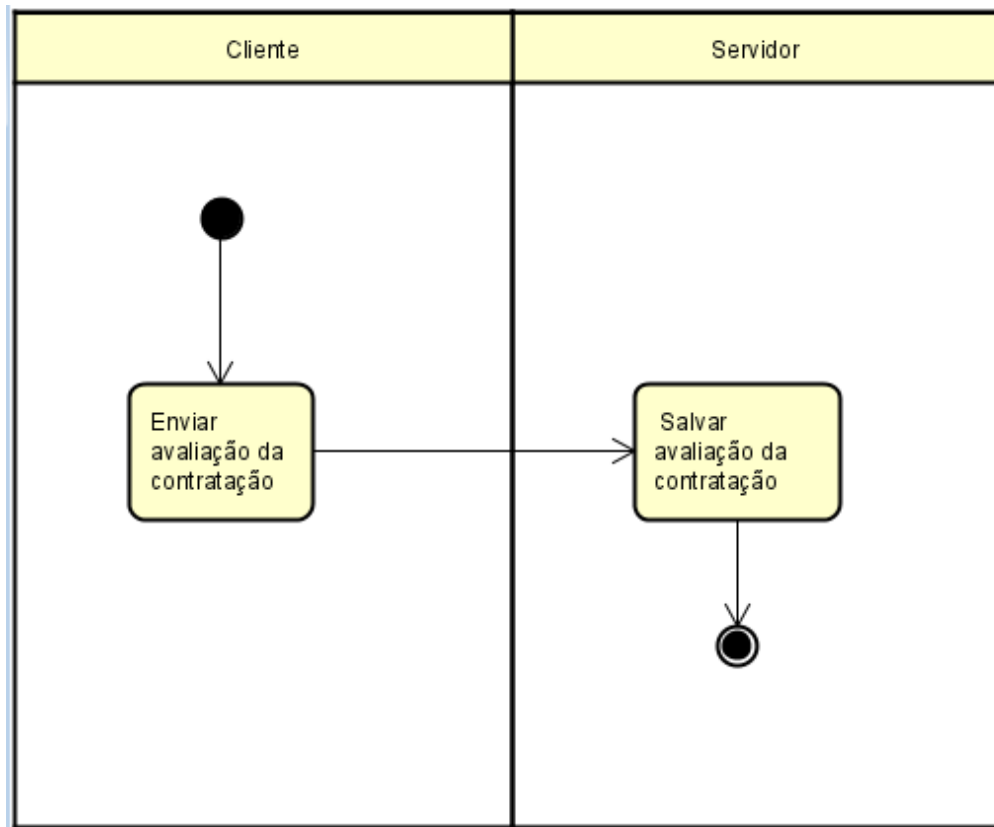 Cliente
Servidor
Enviar
avaliação da
contratação
Salvar
avaliação da
contratação